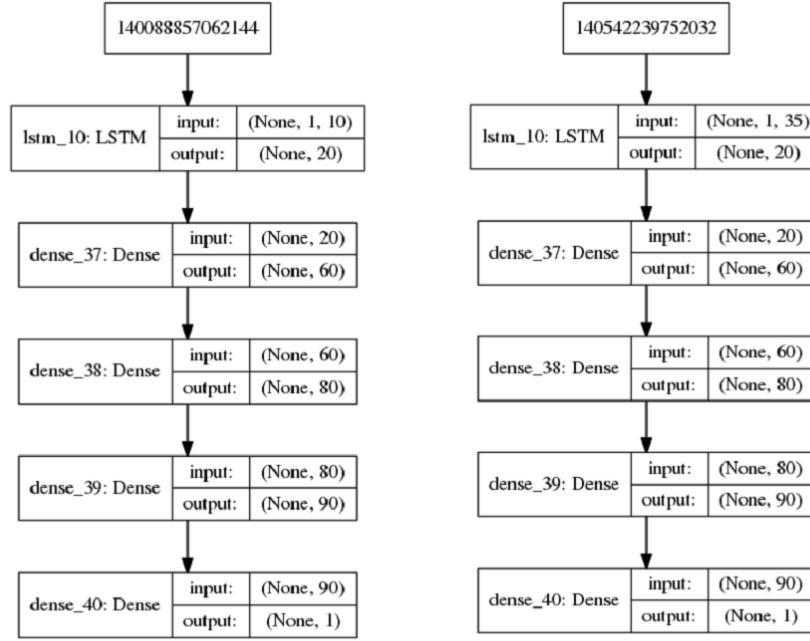 140088857062144
lstm_10: LSTM
input:
(None, 1, 10)
output:
(None, 20)
dense_37: Dense
input:
(None, 20)
output:
(None, 60)
dense_38: Dense
input:
(None, 60)
output:
(None, 80)
dense_39: Dense
input:
(None, 80)
output:
(None, 90)
dense_40: Dense
input:
(None, 90)
output:
(None, 1)
140542239752032
lstm_10: LSTM
input:
(None, 1, 35)
output:
(None, 20)
dense_37: Dense
input:
(None, 20)
output:
(None, 60)
dense_38: Dense
input:
(None, 60)
output:
(None, 80)
dense_39: Dense
input:
(None, 80)
output:
(None, 90)
dense_40: Dense
input:
(None, 90)
output:
(None, 1)